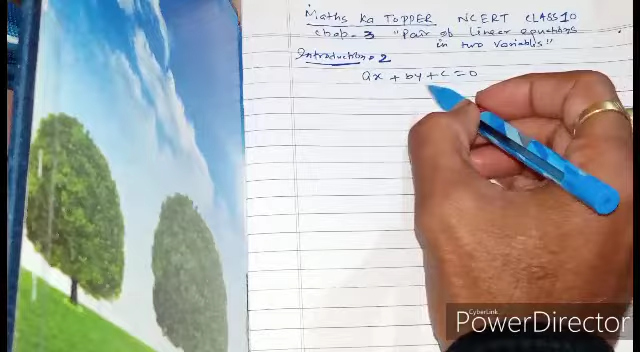 Maths Ka TOPPER NCERT CLASS 10
Chap-3 "Pair of Linear equations
in two variables"
Introduction-2
ax + by + c = 0
CyberLink
PowerDirector